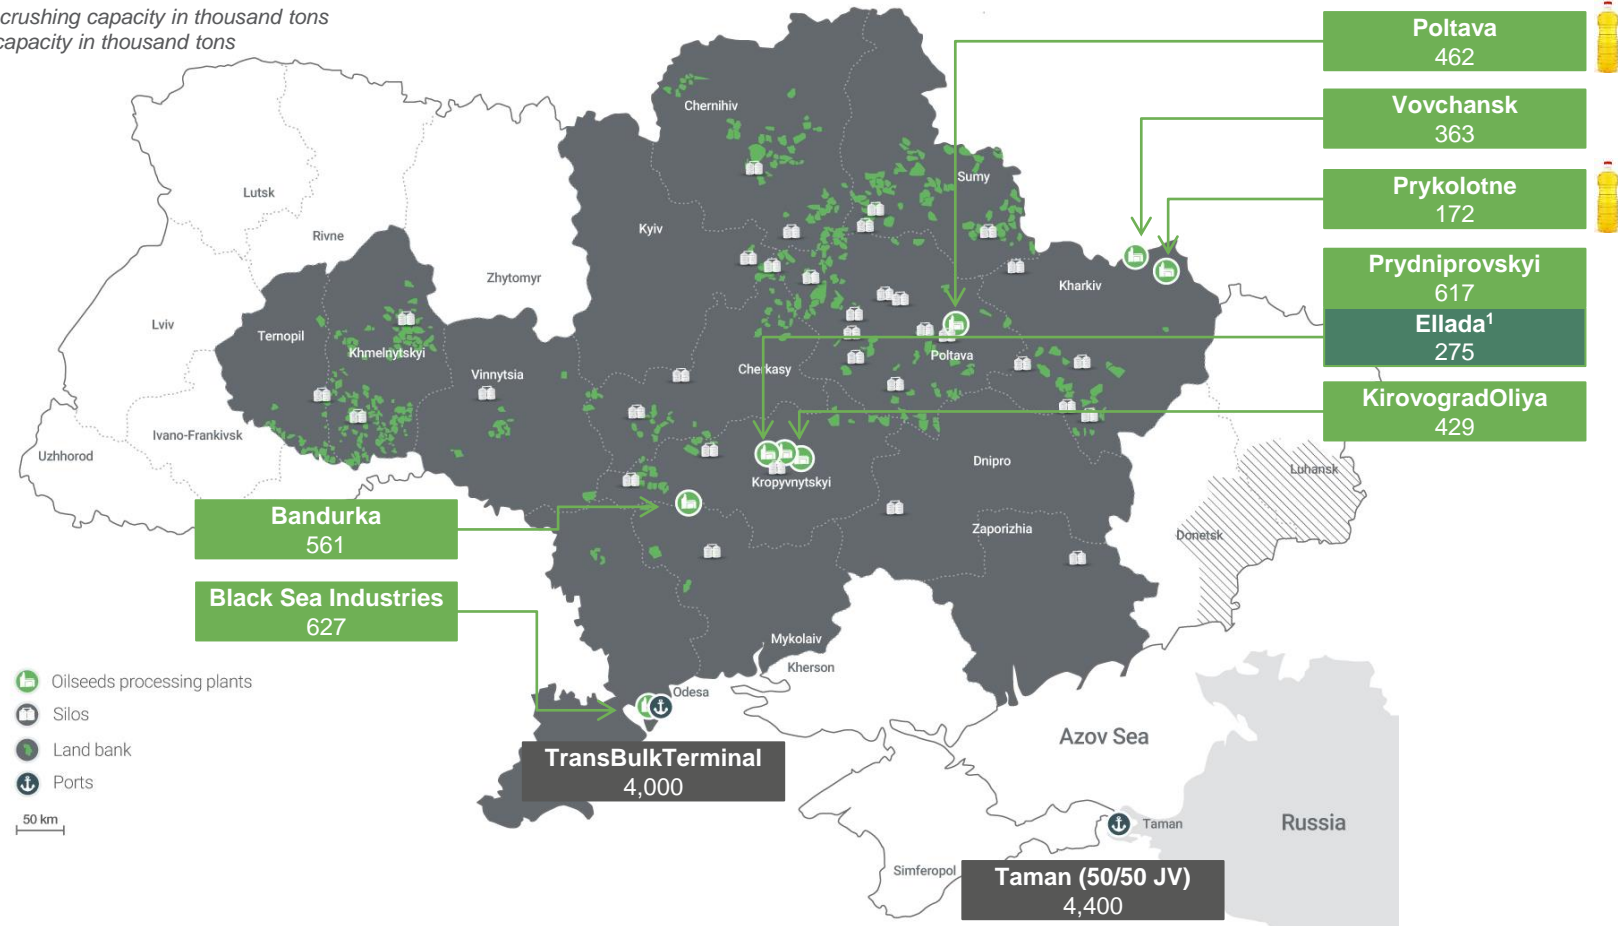 crushing capacity in thousand tons
capacity in thousand tons
Poltava
462
Vovchansk
363
Prykolotne
172
Prydniprovskyi
617
Ellada1
275
KirovogradOliya
429
Bandurka
561
Black Sea Industries
627
TransBulkTerminal
4,000
Taman (50/50 JV)
4,400
Chernihiv
Sumy
Lutsk
Rivne
Kyiv
Zhytomyr
Kharkiv
Lviv
Ternopil
Khmelnytskyi
Vinnytsia
Cherkasy
Poltava
Ivano-Frankivsk
Uzhhorod
Dnipro
Luhansk
Kropyvnytskyi
Zaporizhia
Donetsk
Mykolaiv
Kherson
Odesa
Azov Sea
Taman
Russia
Simferopol
Oilseeds processing plants
Silos
Land bank
Ports
50 km